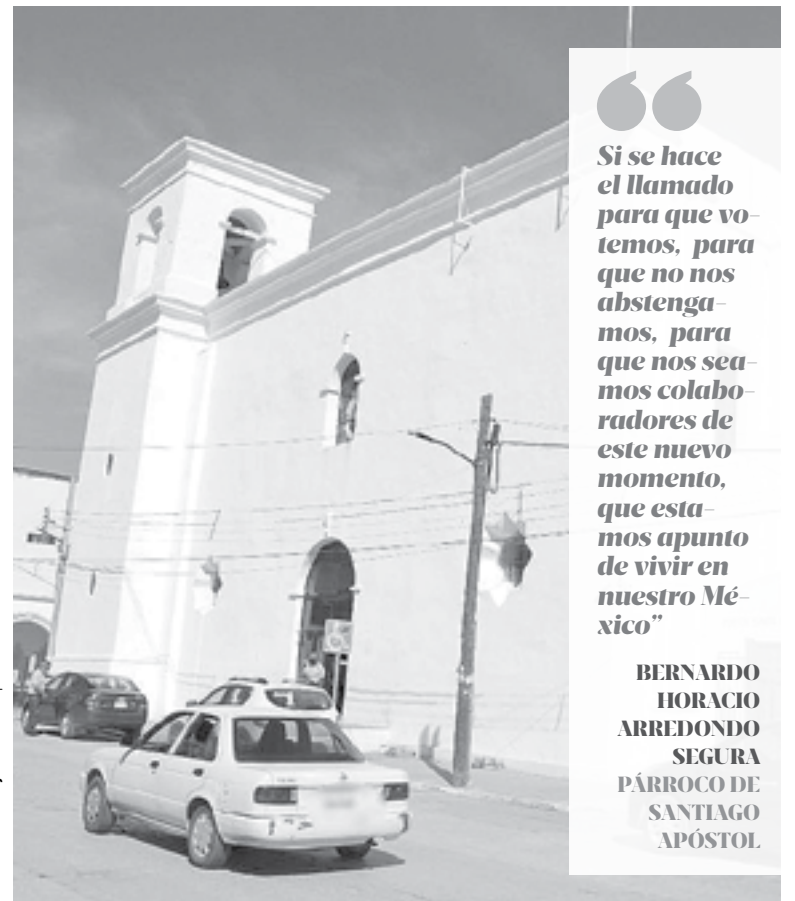 Si se hace
el llamado
para que vo-
temos, para
que no nos
abstenga-
mos, para
que nos sea-
mos colabo-
radores de
este nuevo
momento,
que esta-
mos apunto
de vivir en
nuestro Mé-
xico”
BERNARDO
HORACIO
ARREDONDO
SEGURA
PÁRROCO DE
SANTIAGO
APÓSTOL